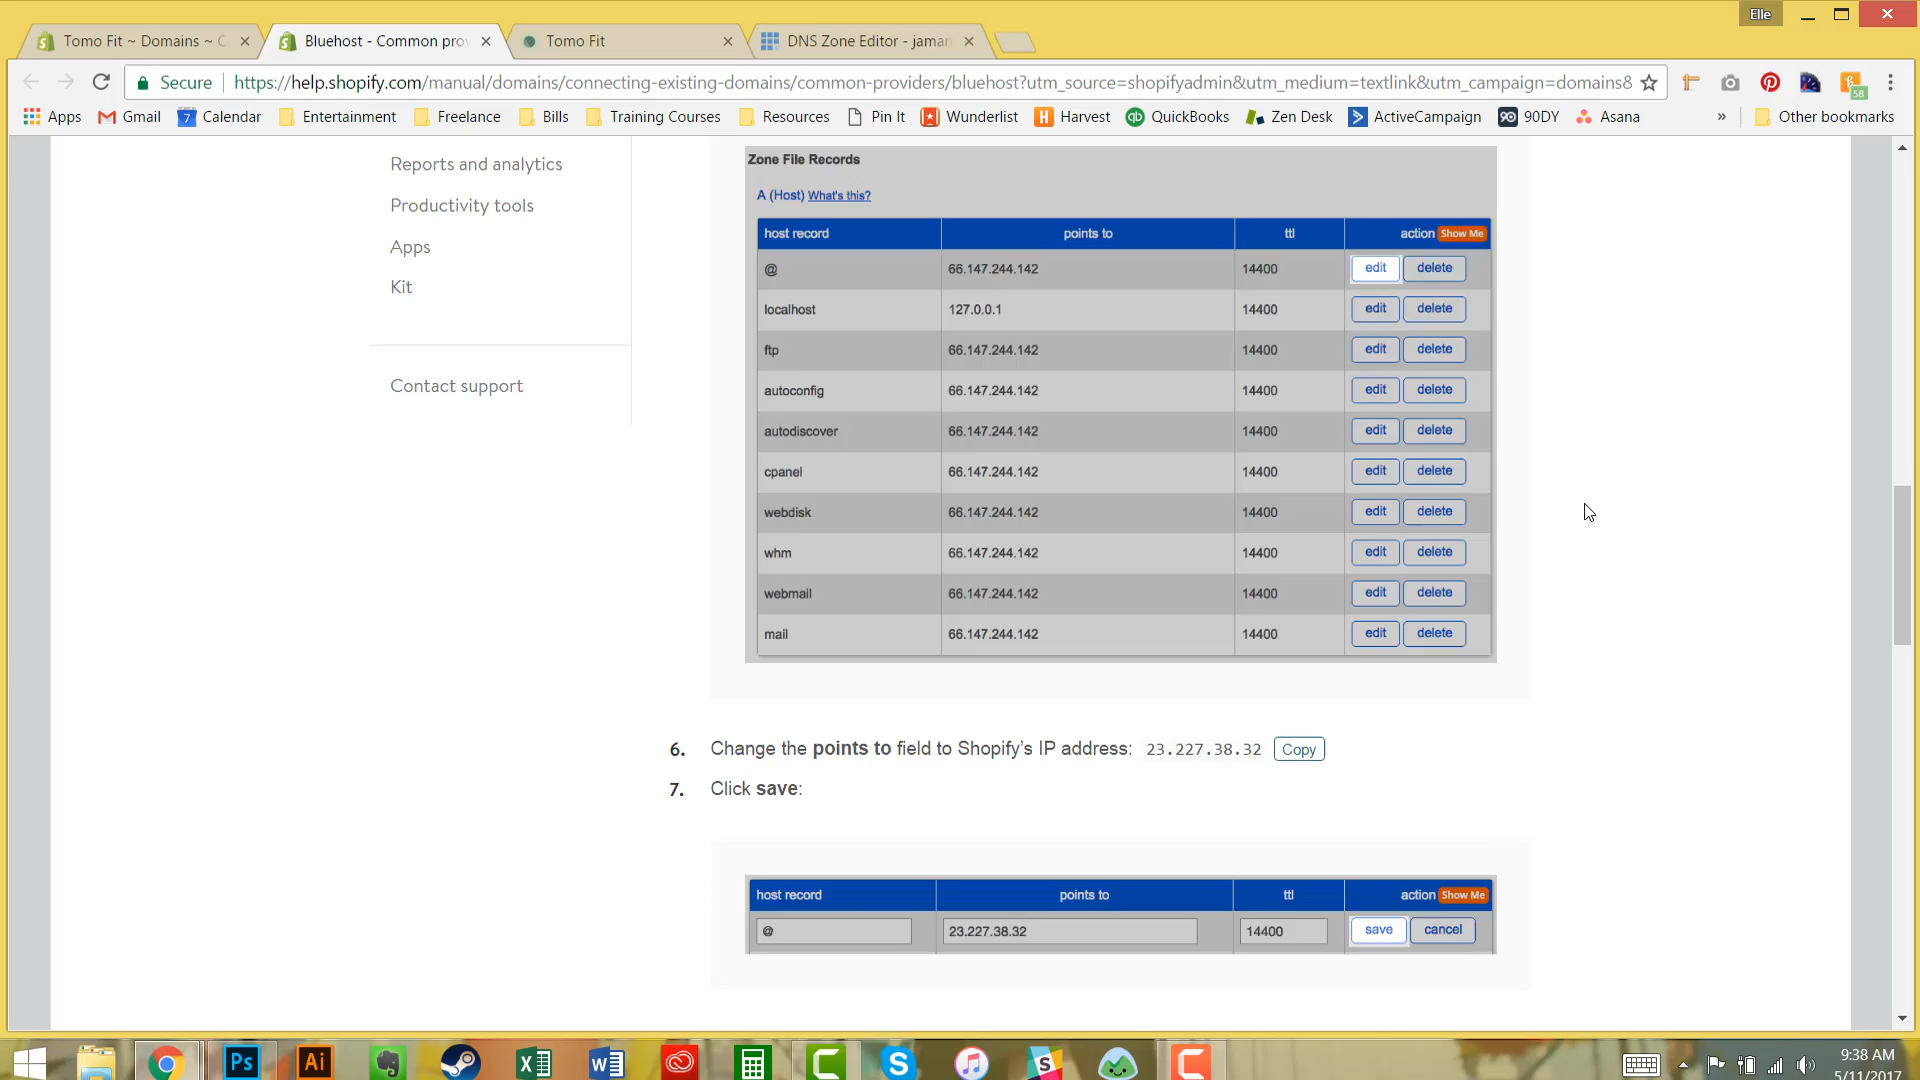 Elle
Tomo Fit ~ Domains ~ C
Bluehost - Common prov
Tomo Fit
DNS Zone Editor - jaman
Secure
https://help.shopify.com/manual/domains/connecting-existing-domains/common-providers/bluehost?utm_source=shopifyadmin&utm_medium=textlink&utm_campaign=domains8
58
Apps
Gmail
7 Calendar
Entertainment
Freelance
Bills
Training Courses
Resources
Pin It
Wunderlist
H Harvest
qb QuickBooks
Zen Desk
ActiveCampaign
90 90DY
Asana
»
Other bookmarks
Reports and analytics
Productivity tools
Apps
Kit
Contact support
Zone File Records
A (Host) What's this?
host record points to ttl action Show Me
@ 66.147.244.142 14400 edit delete
localhost 127.0.0.1 14400 edit delete
ftp 66.147.244.142 14400 edit delete
autoconfig 66.147.244.142 14400 edit delete
autodiscover 66.147.244.142 14400 edit delete
cpanel 66.147.244.142 14400 edit delete
webdisk 66.147.244.142 14400 edit delete
whm 66.147.244.142 14400 edit delete
webmail 66.147.244.142 14400 edit delete
mail 66.147.244.142 14400 edit delete
6. Change the points to field to Shopify's IP address: 23.227.38.32 Copy
7. Click save:
host record points to ttl action Show Me
@ 23.227.38.32 14400 save cancel
Ps
Ai
9:38 AM
5/11/2017